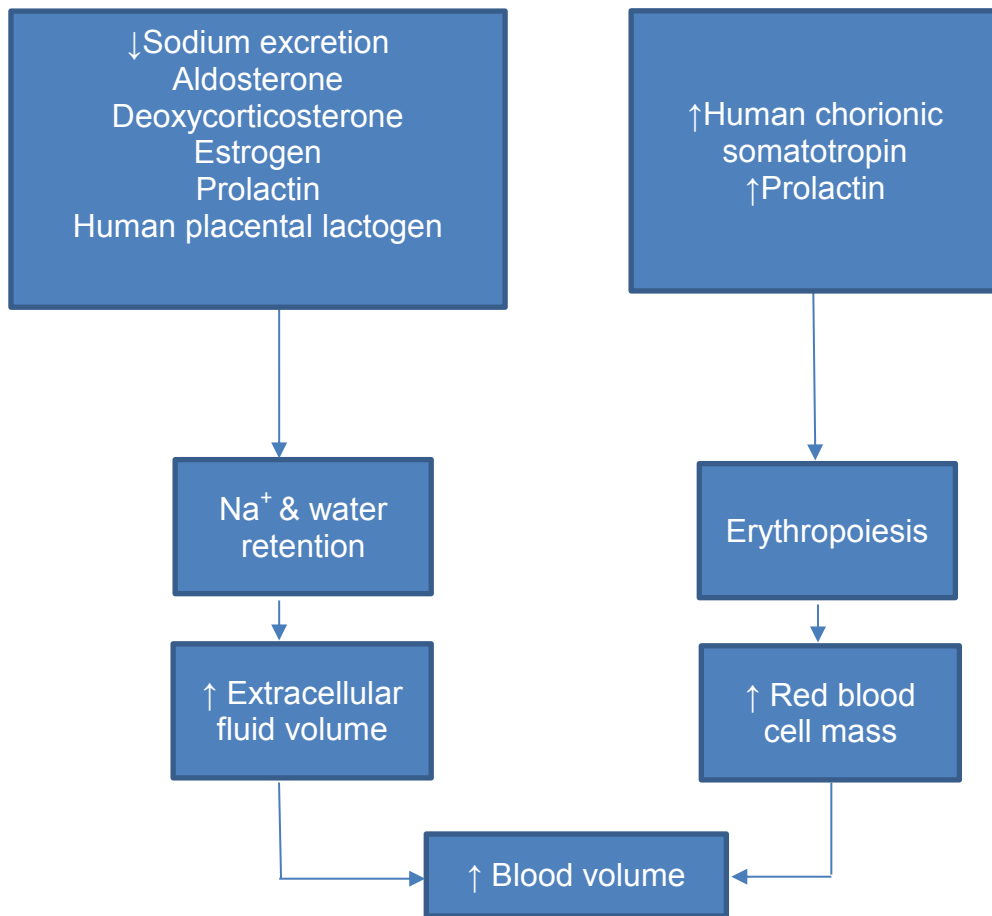 ↓Sodium excretion
Aldosterone
Deoxycorticosterone
Estrogen
Prolactin
Human placental lactogen
↑Human chorionic
somatotropin
↑Prolactin
Na⁺ & water
retention
Erythropoiesis
↑ Extracellular
fluid volume
↑ Red blood
cell mass
↑ Blood volume